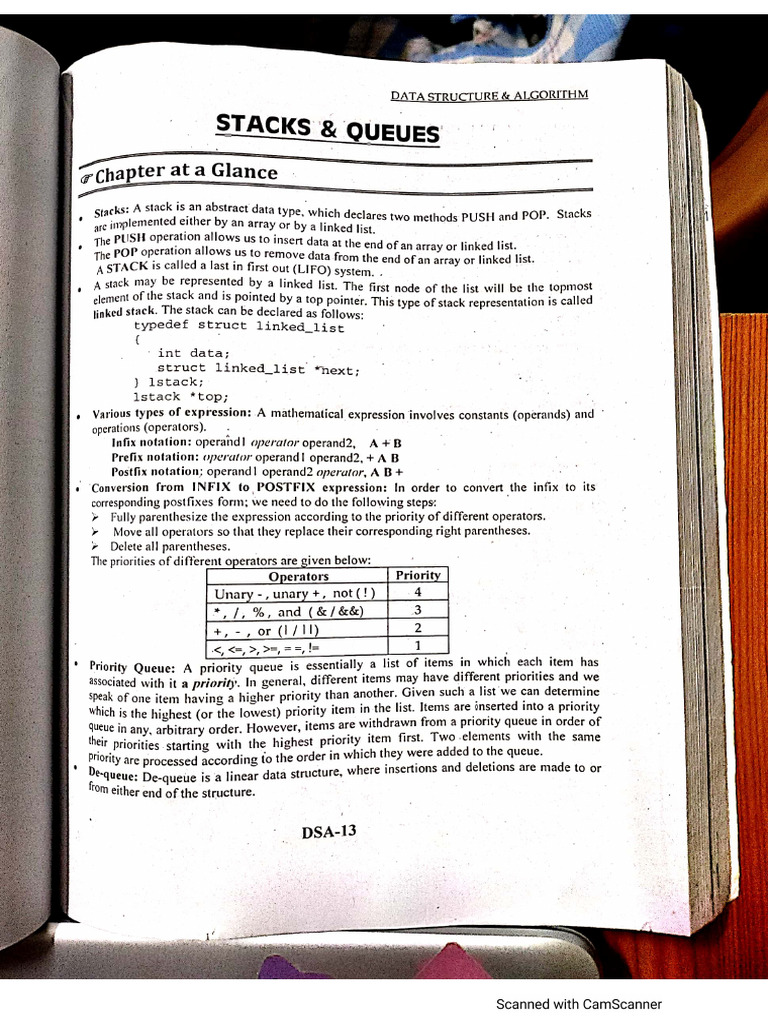 DATA STRUCTURE & ALGORITHM
STACKS & QUEUES
☞ Chapter at a Glance
• Stacks: A stack is an abstract data type, which declares two methods PUSH and POP. Stacks
are implemented either by an array or by a linked list.
• The PUSH operation allows us to insert data at the end of an array or linked list.
The POP operation allows us to remove data from the end of an array or linked list.
A STACK is called a last in first out (LIFO) system.
• A stack may be represented by a linked list. The first node of the list will be the topmost
element of the stack and is pointed by a top pointer. This type of stack representation is called
linked stack. The stack can be declared as follows:
typedef struct linked_list
{
int data;
struct linked_list *next;
} lstack;
lstack *top;
• Various types of expression: A mathematical expression involves constants (operands) and
operations (operators).
Infix notation: operand1 operator operand2, A + B
Prefix notation: operator operand1 operand2, + A B
Postfix notation; operand1 operand2 operator, A B +
• Conversion from INFIX to POSTFIX expression: In order to convert the infix to its
corresponding postfixes form; we need to do the following steps:
➢ Fully parenthesize the expression according to the priority of different operators.
➢ Move all operators so that they replace their corresponding right parentheses.
➢ Delete all parentheses.
The priorities of different operators are given below:
Operators Priority
Unary - , unary + , not ( ! ) 4
* , / , % , and ( & / &&) 3
+ , - , or (| / ||) 2
<, <=, >, >=, = =, != 1
• Priority Queue: A priority queue is essentially a list of items in which each item has
associated with it a priority. In general, different items may have different priorities and we
speak of one item having a higher priority than another. Given such a list we can determine
which is the highest (or the lowest) priority item in the list. Items are inserted into a priority
queue in any, arbitrary order. However, items are withdrawn from a priority queue in order of
their priorities starting with the highest priority item first. Two elements with the same
priority are processed according to the order in which they were added to the queue.
• De-queue: De-queue is a linear data structure, where insertions and deletions are made to or
from either end of the structure.
DSA-13
Scanned with CamScanner